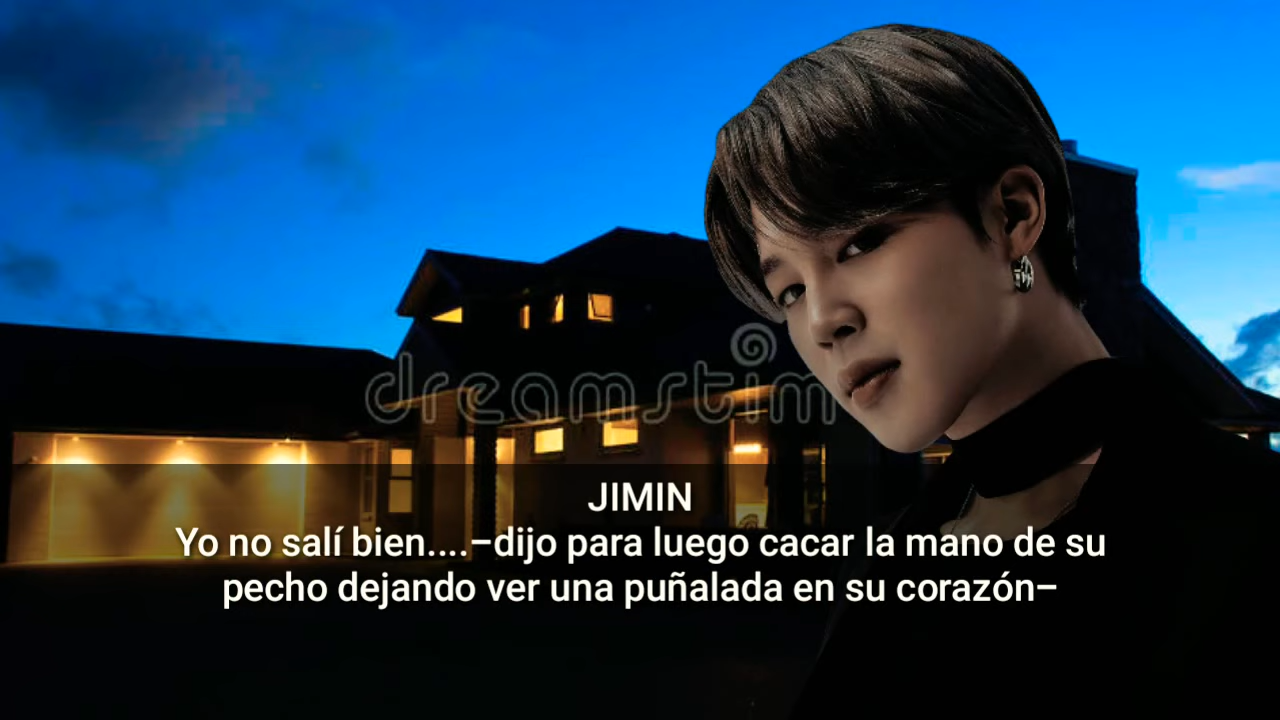 dreamstim
JIMIN
Yo no salí bien....–dijo para luego cacar la mano de su
pecho dejando ver una puñalada en su corazón–